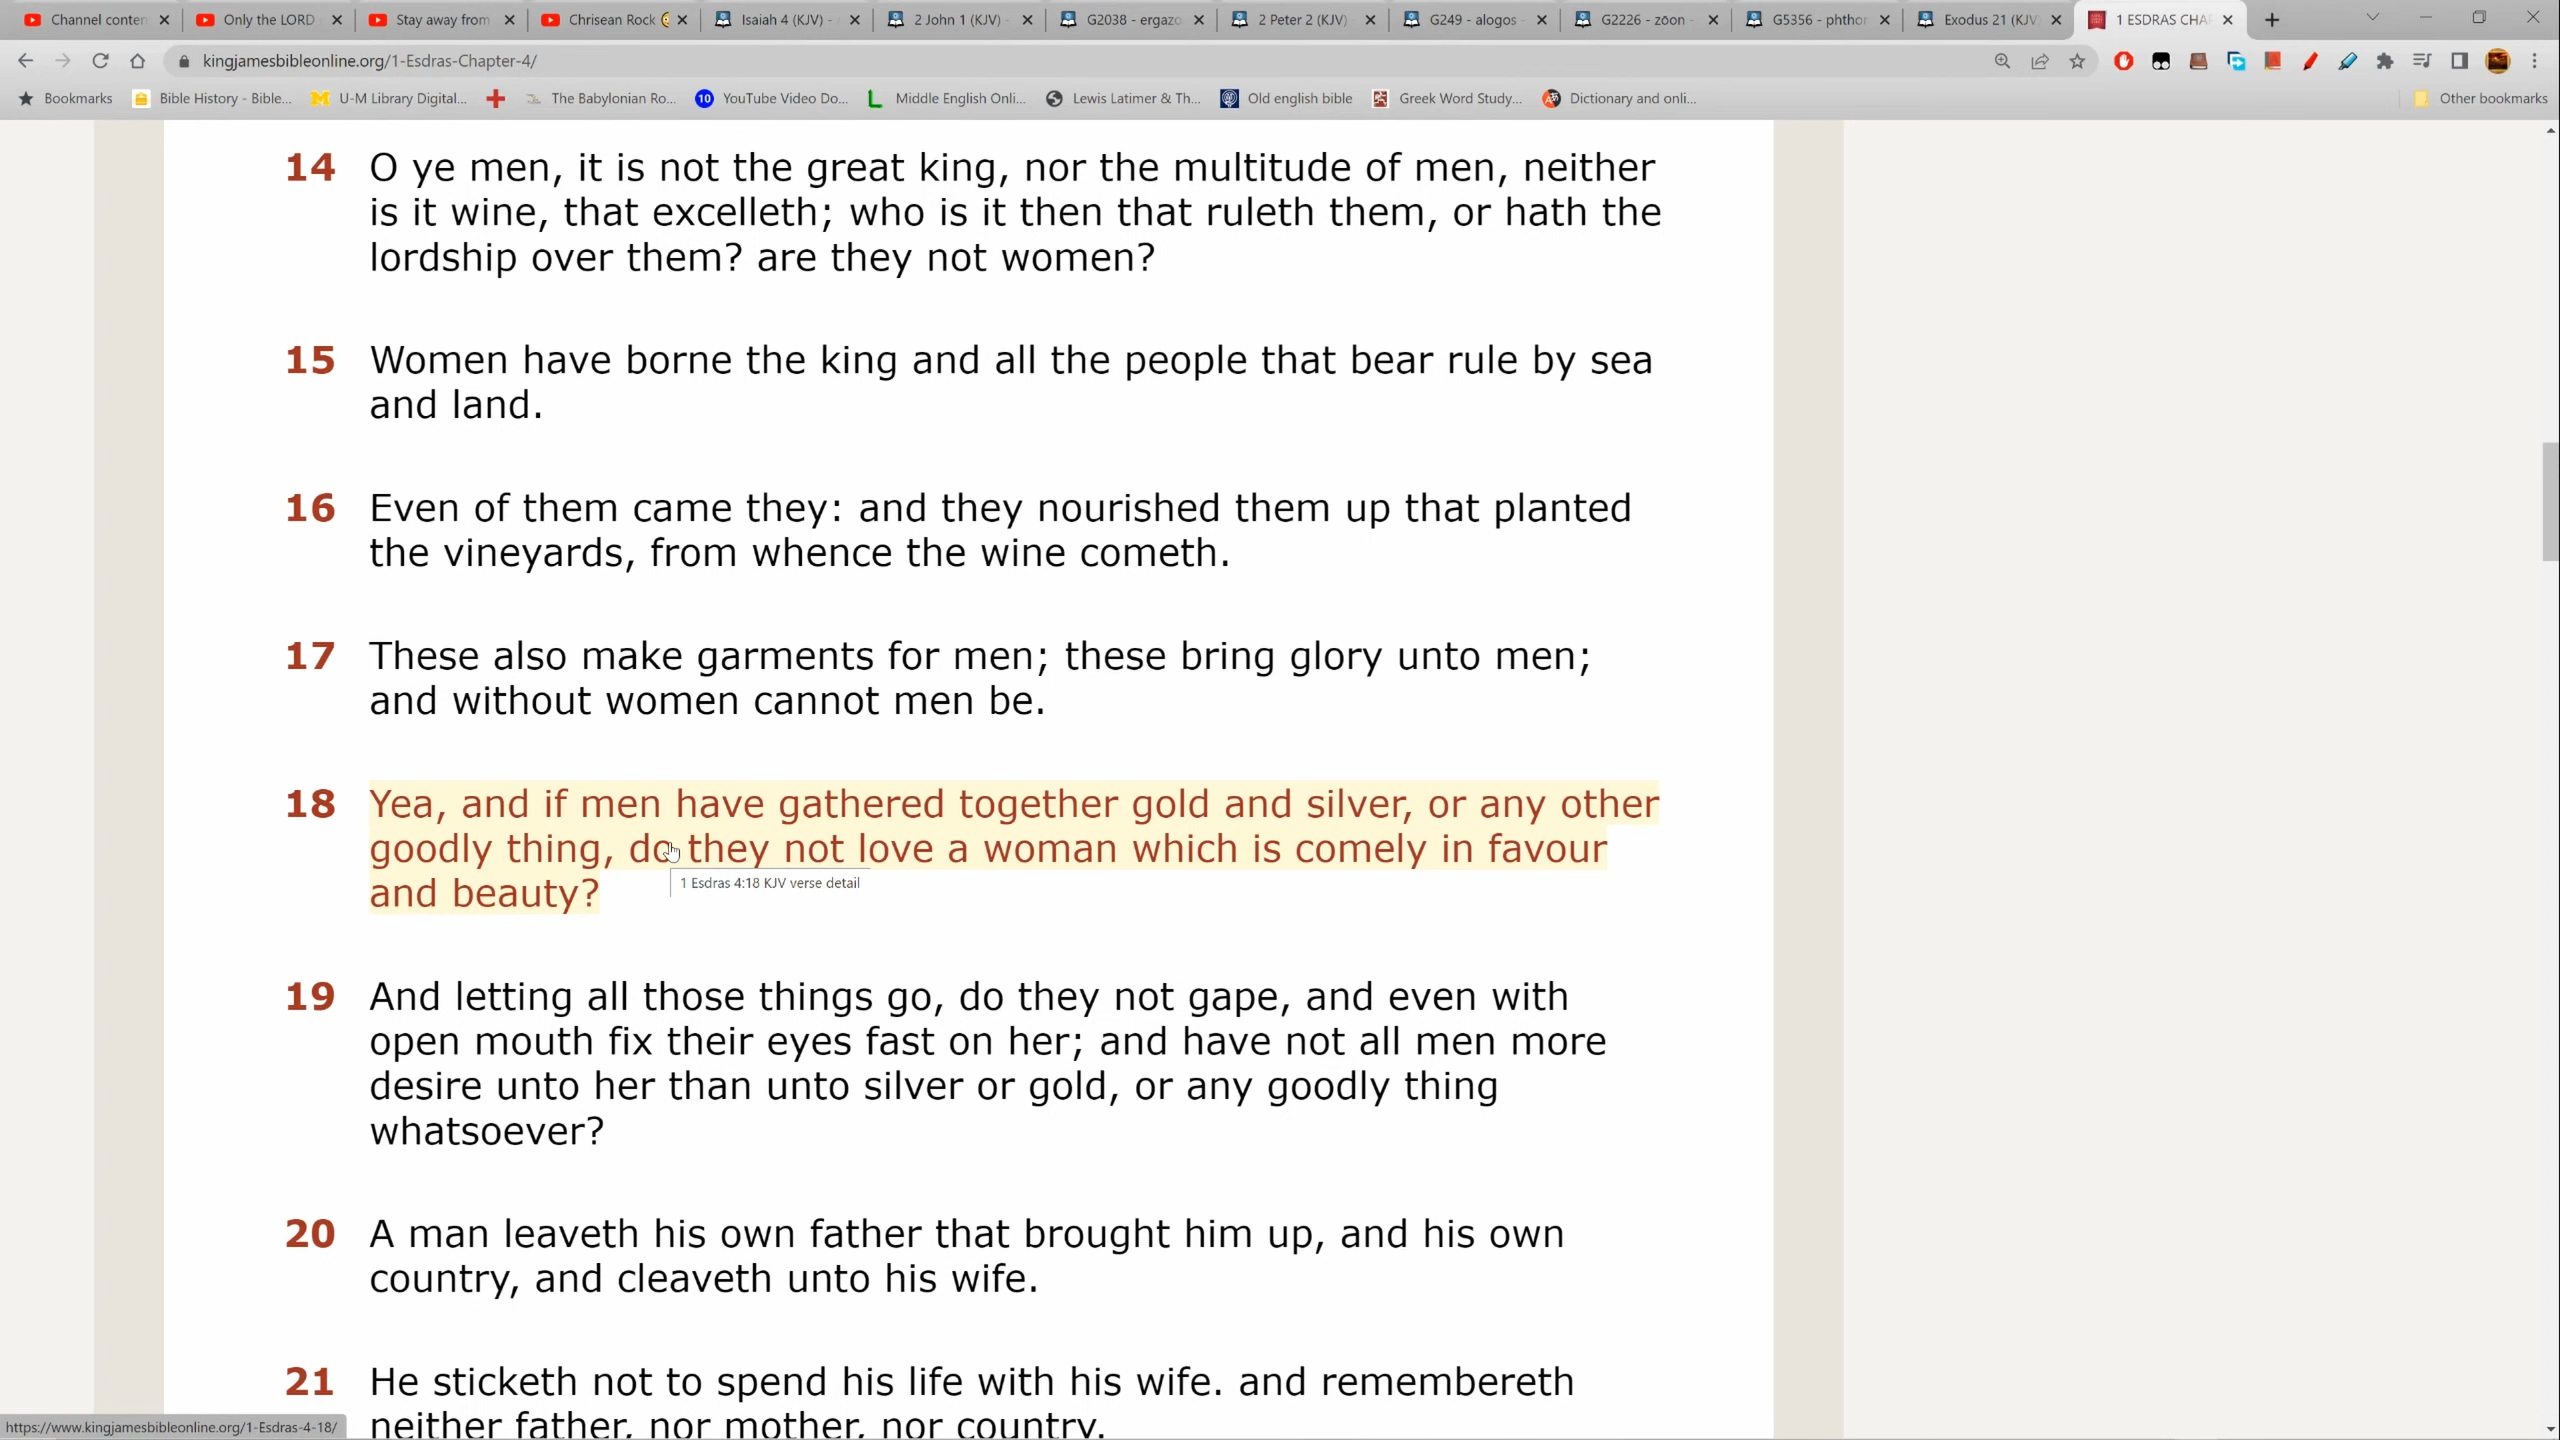 Channel conten
Only the LORD
Stay away from
Chrisean Rock
Isaiah 4 (KJV) -
2 John 1 (KJV) -
G2038 - ergazo
2 Peter 2 (KJV)
G249 - alogos -
G2226 - zōon -
G5356 - phthor
Exodus 21 (KJV
1 ESDRAS CHA
kingjamesbibleonline.org/1-Esdras-Chapter-4/
Bookmarks
Bible History - Bible...
U-M Library Digital...
The Babylonian Ro...
10 YouTube Video Do...
Middle English Onli...
Lewis Latimer & Th...
Old english bible
Greek Word Study...
Dictionary and onli...
Other bookmarks
14 O ye men, it is not the great king, nor the multitude of men, neither
is it wine, that excelleth; who is it then that ruleth them, or hath the
lordship over them? are they not women?
15 Women have borne the king and all the people that bear rule by sea
and land.
16 Even of them came they: and they nourished them up that planted
the vineyards, from whence the wine cometh.
17 These also make garments for men; these bring glory unto men;
and without women cannot men be.
18 Yea, and if men have gathered together gold and silver, or any other
goodly thing, do they not love a woman which is comely in favour
and beauty?
1 Esdras 4:18 KJV verse detail
19 And letting all those things go, do they not gape, and even with
open mouth fix their eyes fast on her; and have not all men more
desire unto her than unto silver or gold, or any goodly thing
whatsoever?
20 A man leaveth his own father that brought him up, and his own
country, and cleaveth unto his wife.
21 He sticketh not to spend his life with his wife. and remembereth
neither father, nor mother, nor country.
https://www.kingjamesbibleonline.org/1-Esdras-4-18/